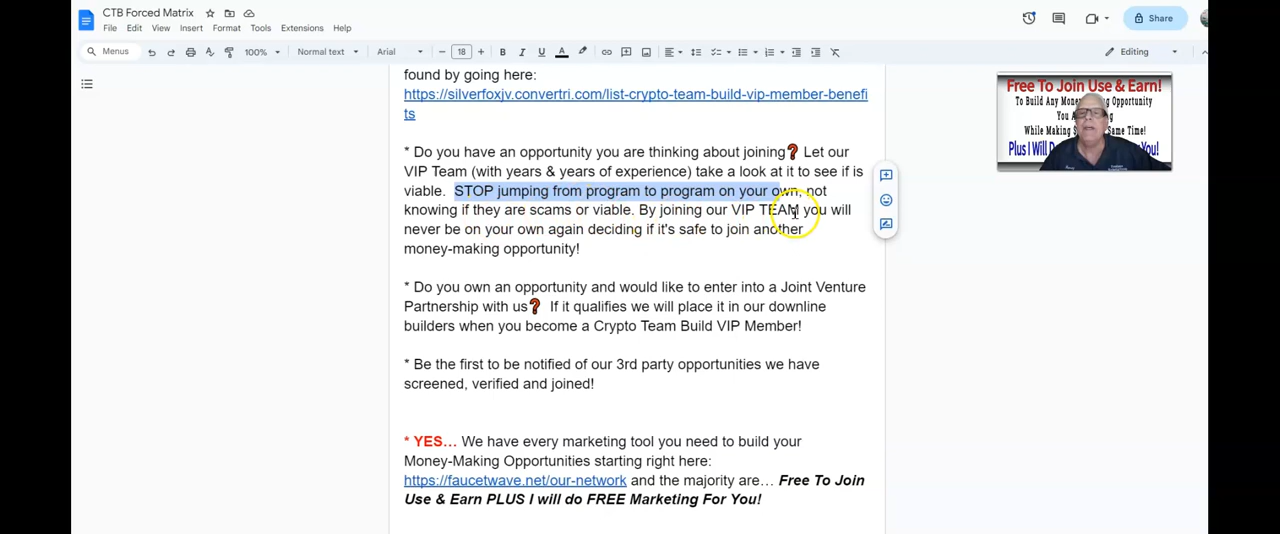 CTB Forced Matrix
File Edit View Insert Format Tools Extensions Help
Share
Menus 100% Normal text Arial 18 B I U A Editing
found by going here:
https://silverfoxjv.convertri.com/list-crypto-team-build-vip-member-benefi
ts
* Do you have an opportunity you are thinking about joining❓ Let our
VIP Team (with years & years of experience) take a look at it to see if is
viable. STOP jumping from program to program on your own, not
knowing if they are scams or viable. By joining our VIP TEAM you will
never be on your own again deciding if it's safe to join another
money-making opportunity!
* Do you own an opportunity and would like to enter into a Joint Venture
Partnership with us❓ If it qualifies we will place it in our downline
builders when you become a Crypto Team Build VIP Member!
* Be the first to be notified of our 3rd party opportunities we have
screened, verified and joined!
* YES… We have every marketing tool you need to build your
Money-Making Opportunities starting right here:
https://faucetwave.net/our-network and the majority are… Free To Join
Use & Earn PLUS I will do FREE Marketing For You!
Free To Join Use & Earn!
To Build Any Mone Opportunity
You A ng
While Making Same Time!
Plus I Will D You!